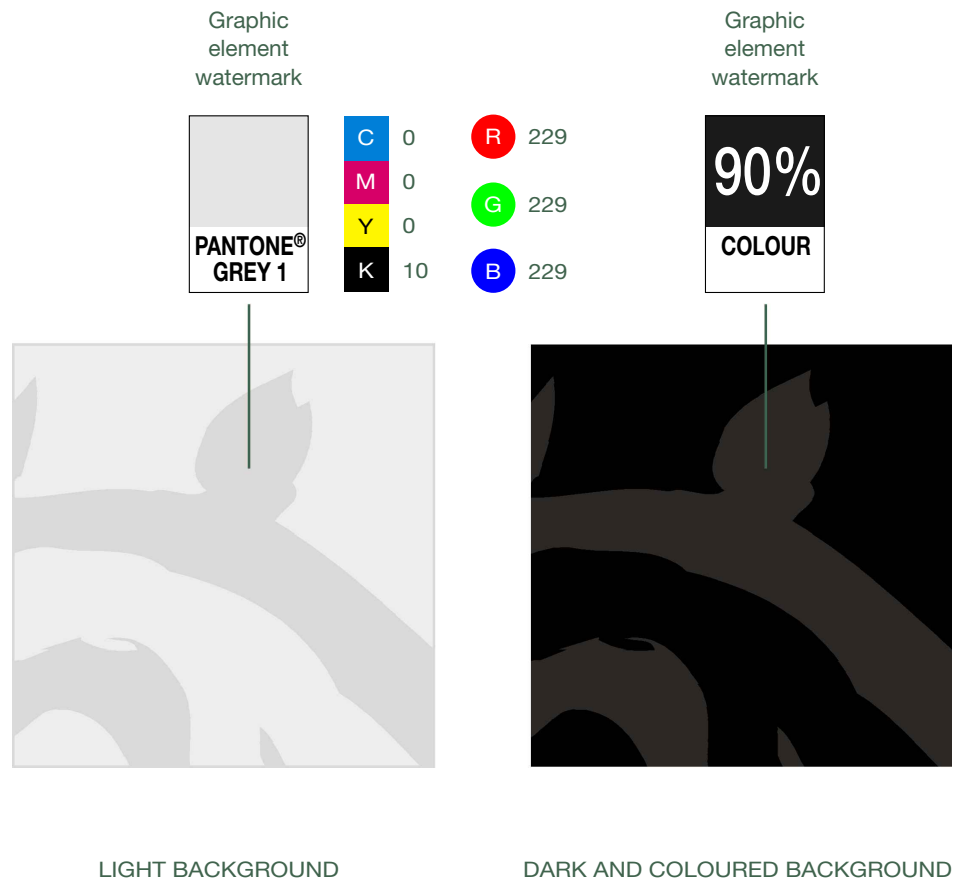 Graphic
element
watermark
Graphic
element
watermark
C 0
M 0
Y 0
K 10
R 229
G 229
B 229
PANTONE®
GREY 1
90%
COLOUR
LIGHT BACKGROUND
DARK AND COLOURED BACKGROUND